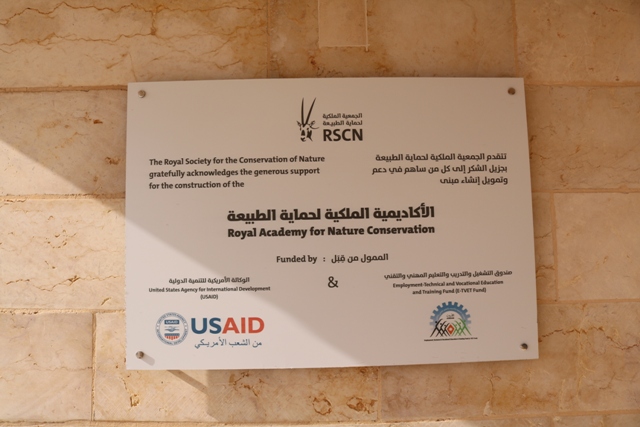 الجمعية الملكية
لحماية الطبيعة
RSCN
The Royal Society for the Conservation of Nature
gratefully acknowledges the generous support
for the construction of the
تتقدم الجمعية الملكية لحماية الطبيعة
بجزيل الشكر إلى كل من ساهم في دعم
وتمويل إنشاء مبنى
الأكاديمية الملكية لحماية الطبيعة
Royal Academy for Nature Conservation
Funded by : الممول من قِبَل
الوكالة الأمريكية للتنمية الدولية
United States Agency for International Development
(USAID)
&
صندوق التشغيل والتدريب والتعليم المهني والتقني
Employment-Technical and Vocational Education
and Training Fund (E-TVET Fund)
USAID
USAID
من الشعب الأمريكي